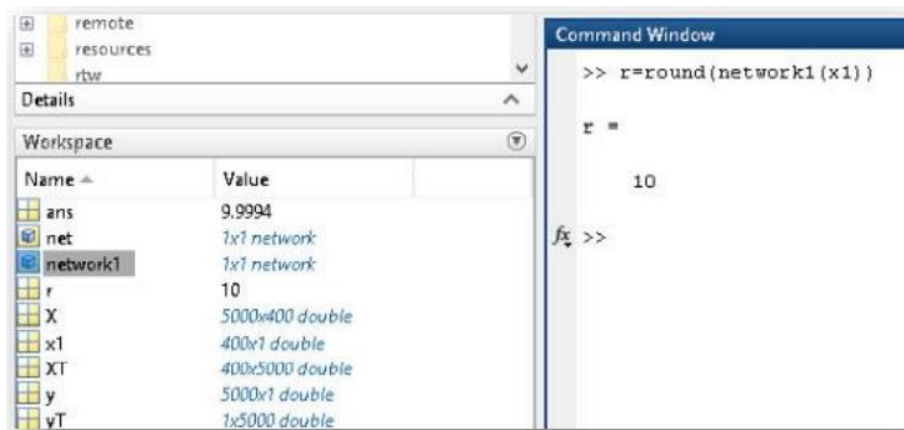 remote
resources
rtw
Details
Workspace
Name Value
ans 9.9994
net 1x1 network
network1 1x1 network
r 10
X 5000x400 double
x1 400x1 double
XT 400x5000 double
y 5000x1 double
yT 1x5000 double
Command Window
>> r=round(network1(x1))
r =
10
fx >>